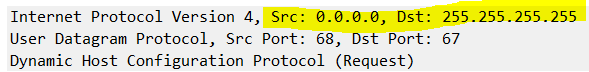 Internet Protocol Version 4, Src: 0.0.0.0, Dst: 255.255.255.255
User Datagram Protocol, Src Port: 68, Dst Port: 67
Dynamic Host Configuration Protocol (Request)